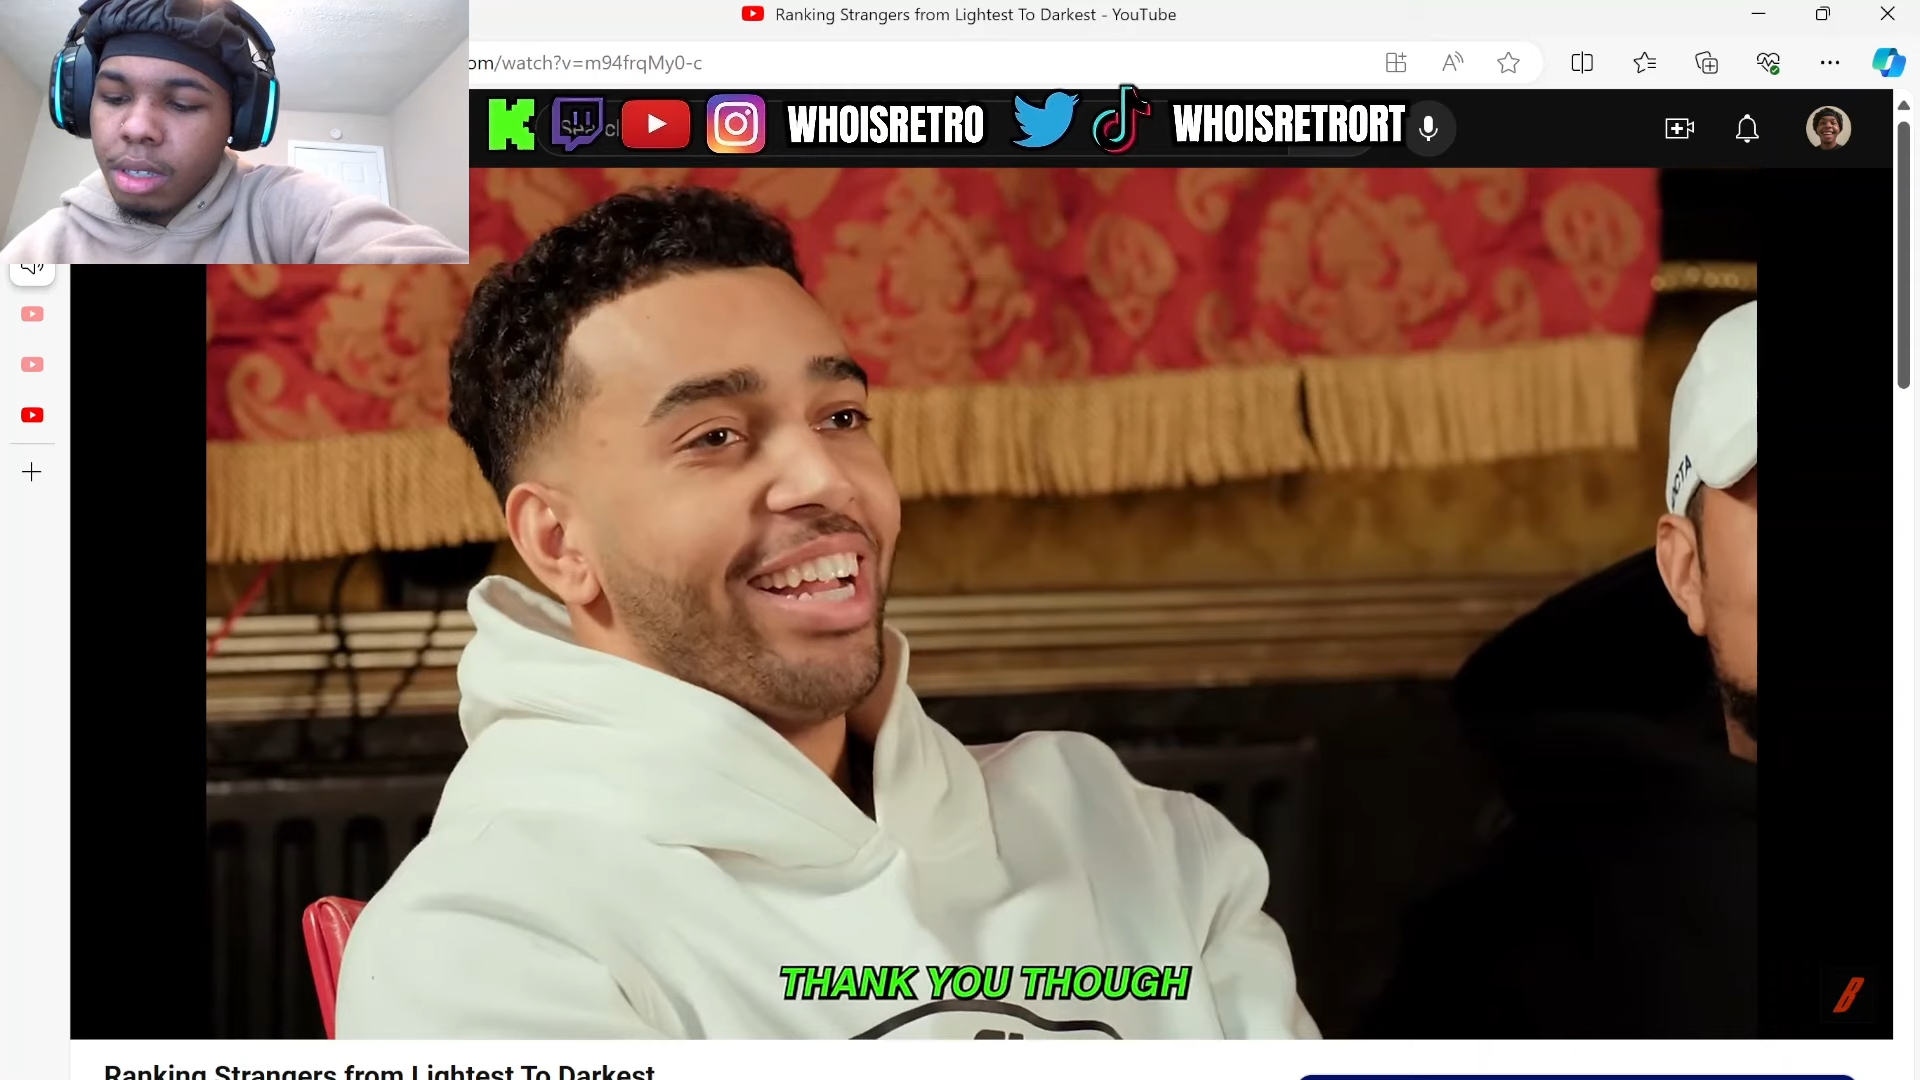 Ranking Strangers from Lightest To Darkest - YouTube
om/watch?v=m94frqMy0-c
WHOISRETRO
WHOISRETRORT
THANK YOU THOUGH
B
Ranking Strangers from Lightest To Darkest